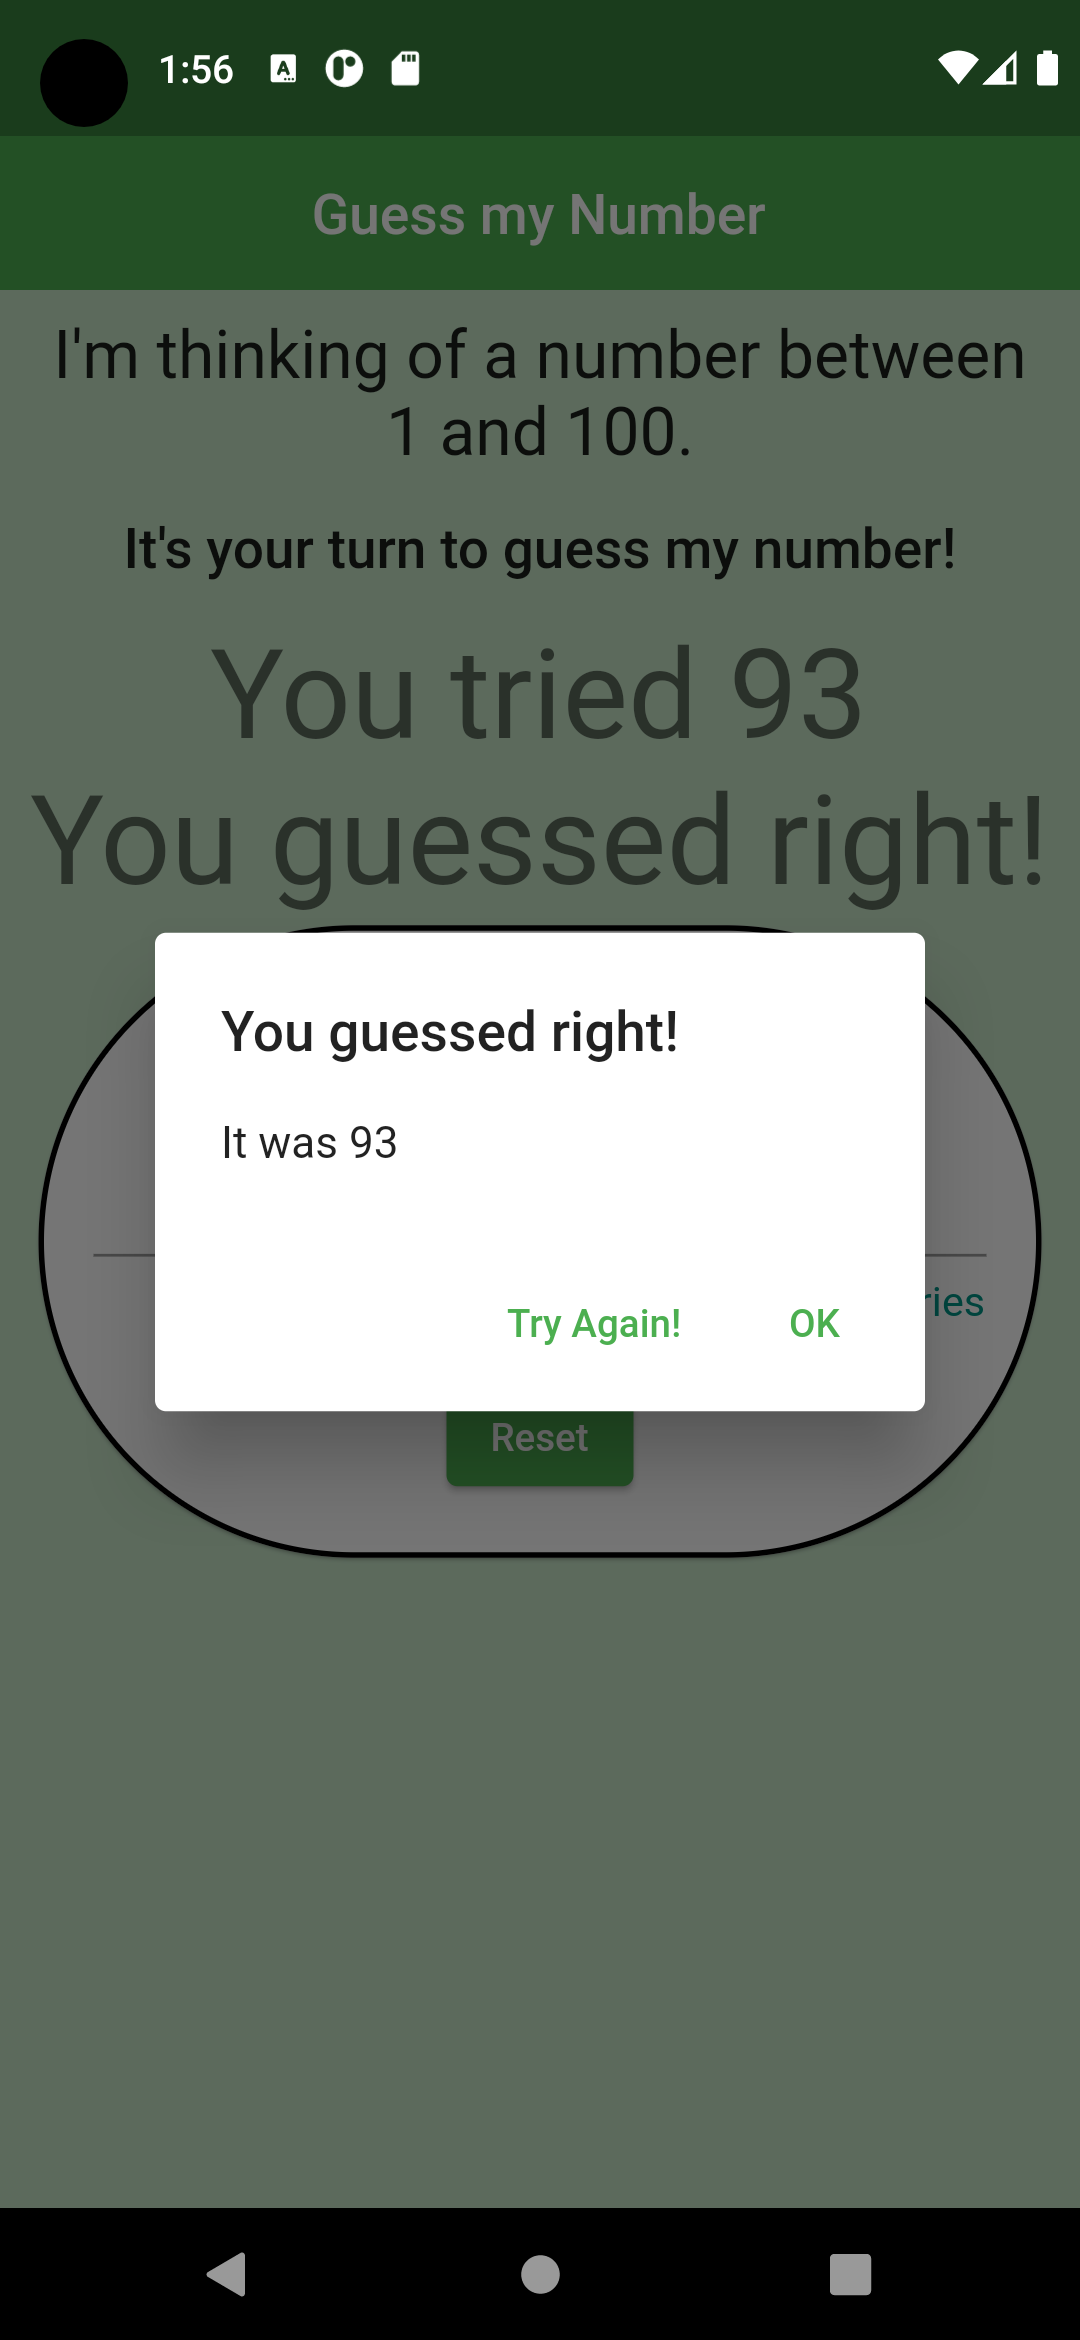 1:56
Guess my Number
I'm thinking of a number between
1 and 100.
It's your turn to guess my number!
You tried 93
You guessed right!
You guessed right!
It was 93
ries
Try Again! OK
Reset